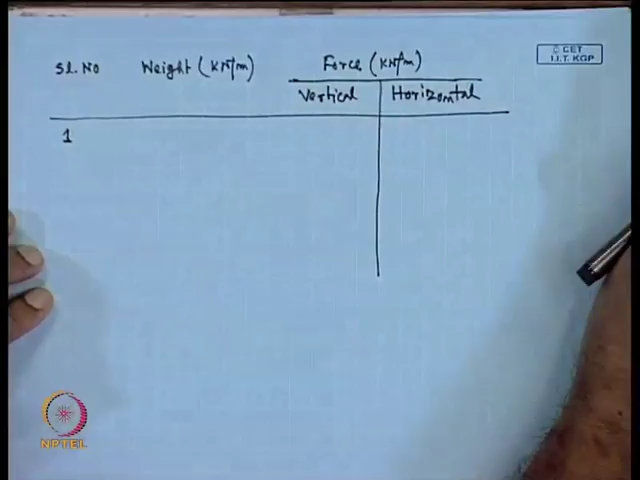 Sl. No Weight (kN/m) Force (kN/m)
Vertical Horizontal
1
© CET
I.I.T. KGP
NPTEL